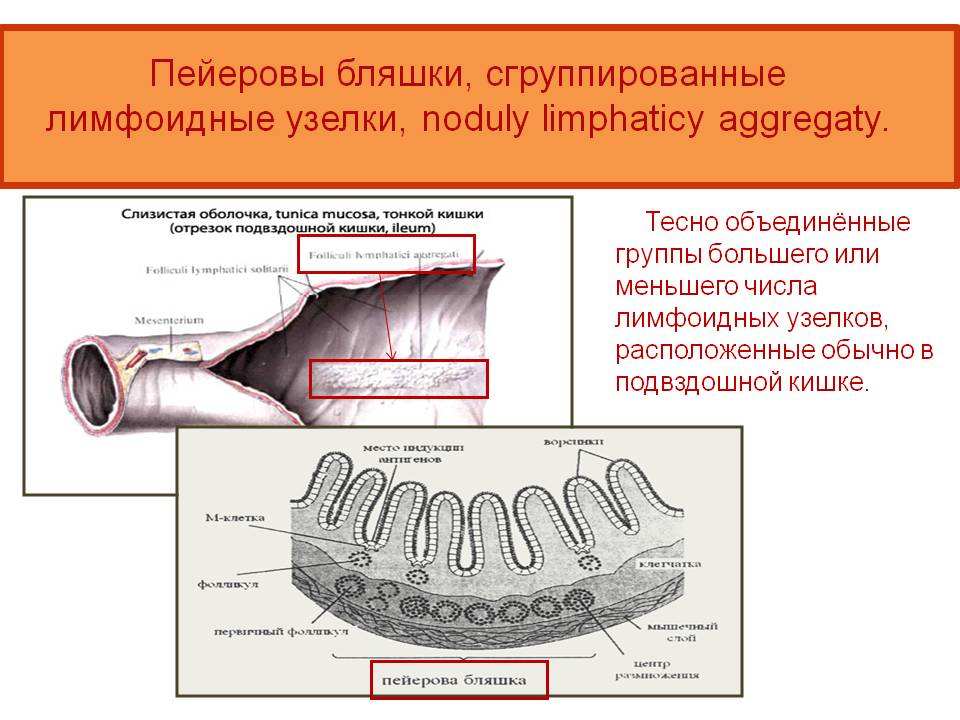 Пейеровы бляшки, сгруппированные
лимфоидные узелки, noduly limphaticy aggregaty.
Слизистая оболочка, tunica mucosa, тонкой кишки
(отрезок подвздошной кишки, ileum)
Folliculi lymphatici aggregati
Folliculi lymphatici solitarii
Mesenterium
Тесно объединённые
группы большего или
меньшего числа
лимфоидных узелков,
расположенные обычно в
подвздошной кишке.
место индукции
антигенов
ворсинки
М-клетка
фолликул
первичный фолликул
клетчатка
мышечный
слой
центр
размножения
пейерова бляшка